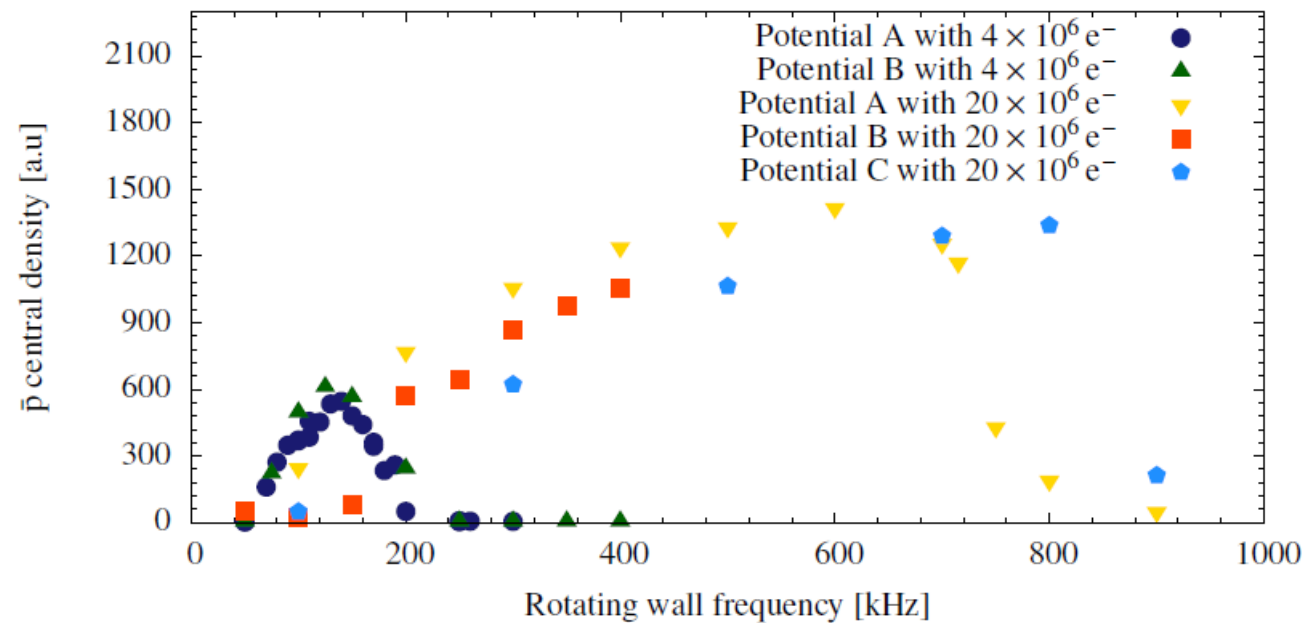 2100
1800
1500
1200
900
600
300
0
p̄ central density [a.u]
Potential A with 4 × 10⁶ e⁻
Potential B with 4 × 10⁶ e⁻
Potential A with 20 × 10⁶ e⁻
Potential B with 20 × 10⁶ e⁻
Potential C with 20 × 10⁶ e⁻
0 200 400 600 800 1000
Rotating wall frequency [kHz]